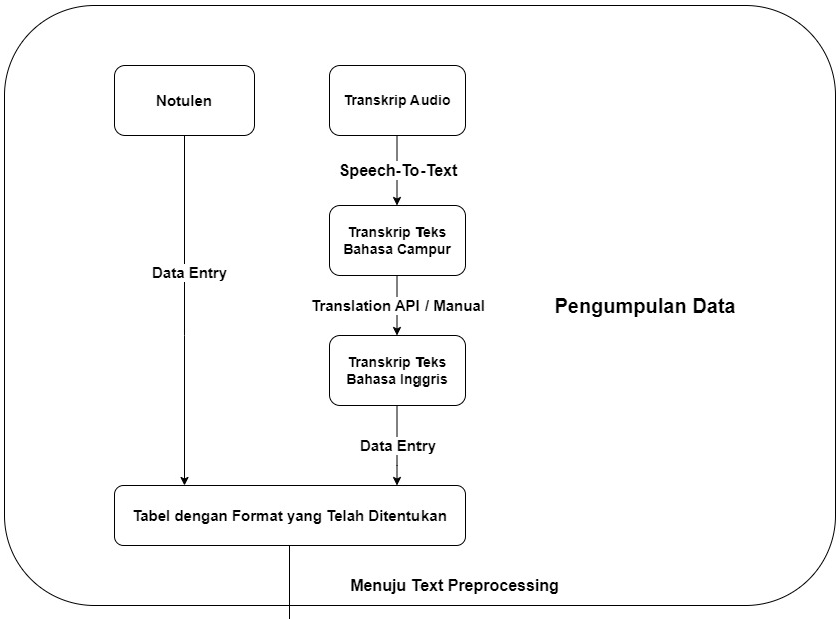 Notulen
Transkrip Audio
Speech-To-Text
Transkrip Teks
Bahasa Campur
Data Entry
Translation API / Manual
Pengumpulan Data
Transkrip Teks
Bahasa Inggris
Data Entry
Tabel dengan Format yang Telah Ditentukan
Menuju Text Preprocessing